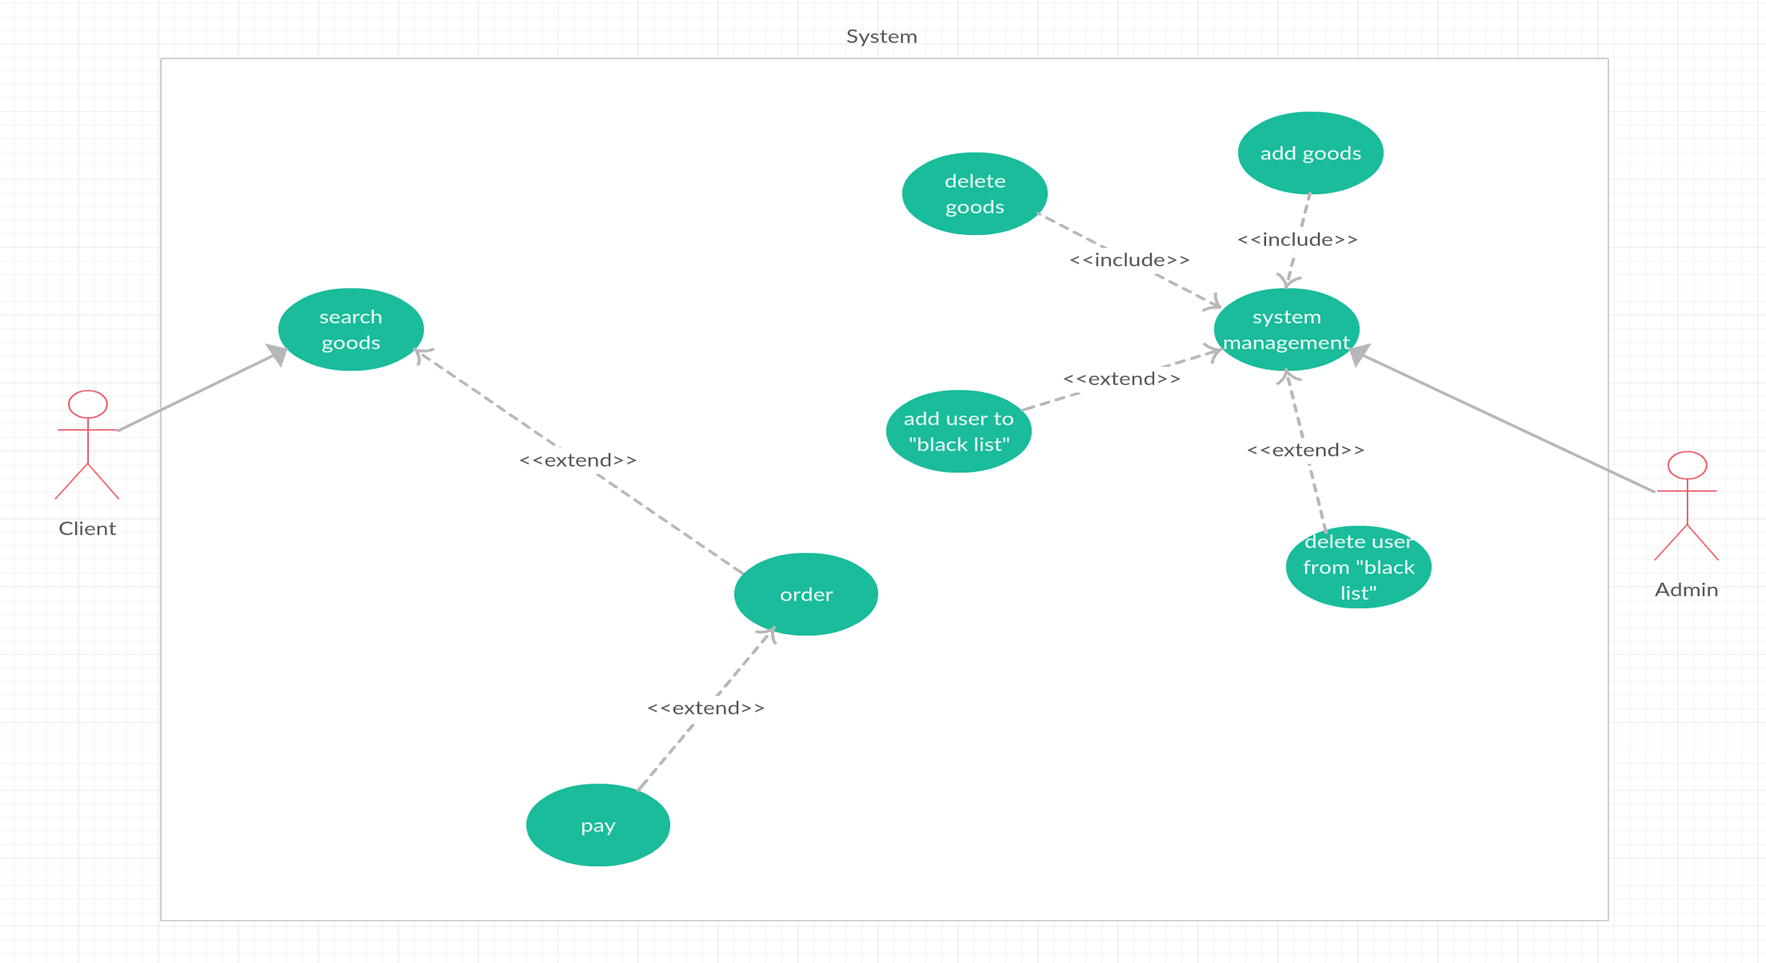 System
add goods
delete
goods
<<include>>
<<include>>
search
goods
system
management
<<extend>>
add user to
"black list"
<<extend>>
<<extend>>
Client
delete user
from "black
list"
Admin
order
<<extend>>
pay